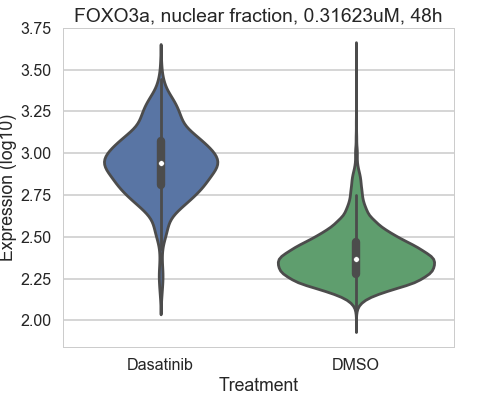 FOXO3a, nuclear fraction, 0.31623uM, 48h
Expression (log10)
3.75
3.50
3.25
3.00
2.75
2.50
2.25
2.00
Dasatinib DMSO
Treatment